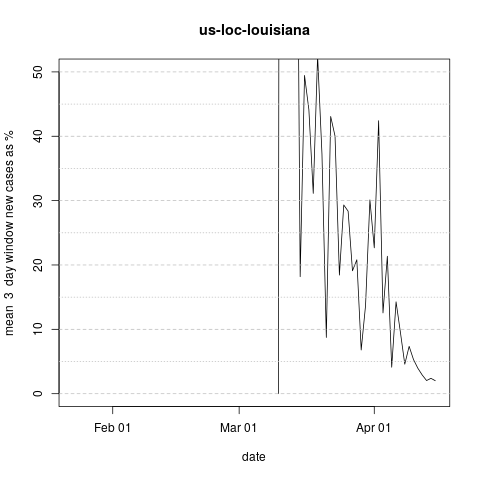 us-loc-louisiana
50
40
30
20
10
0
mean 3 day window new cases as %
Feb 01
Mar 01
Apr 01
date